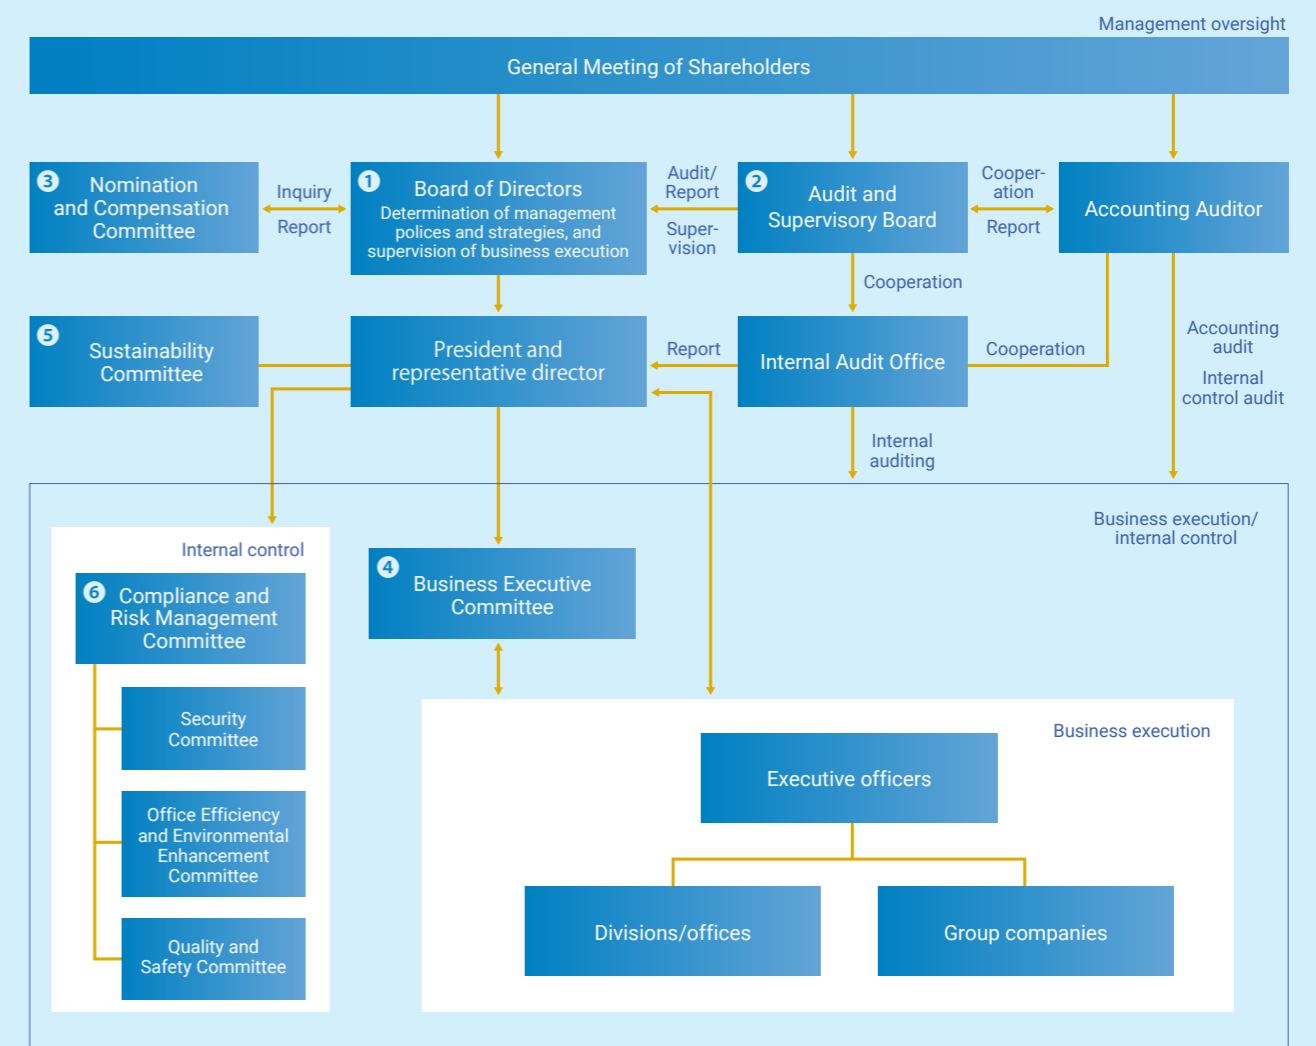 Management oversight
General Meeting of Shareholders
3
Nomination
and Compensation
Committee
Inquiry
Report
1
Board of Directors
Determination of management
polices and strategies, and
supervision of business execution
Audit/
Report
Super-
vision
2
Audit and
Supervisory Board
Cooper-
ation
Report
Accounting Auditor
Cooperation
5
Sustainability
Committee
President and
representative director
Report
Internal Audit Office
Cooperation
Accounting
audit
Internal
control audit
Internal
auditing
Business execution/
internal control
Internal control
6
Compliance and
Risk Management
Committee
Security
Committee
Office Efficiency
and Environmental
Enhancement
Committee
Quality and
Safety Committee
4
Business Executive
Committee
Business execution
Executive officers
Divisions/offices
Group companies